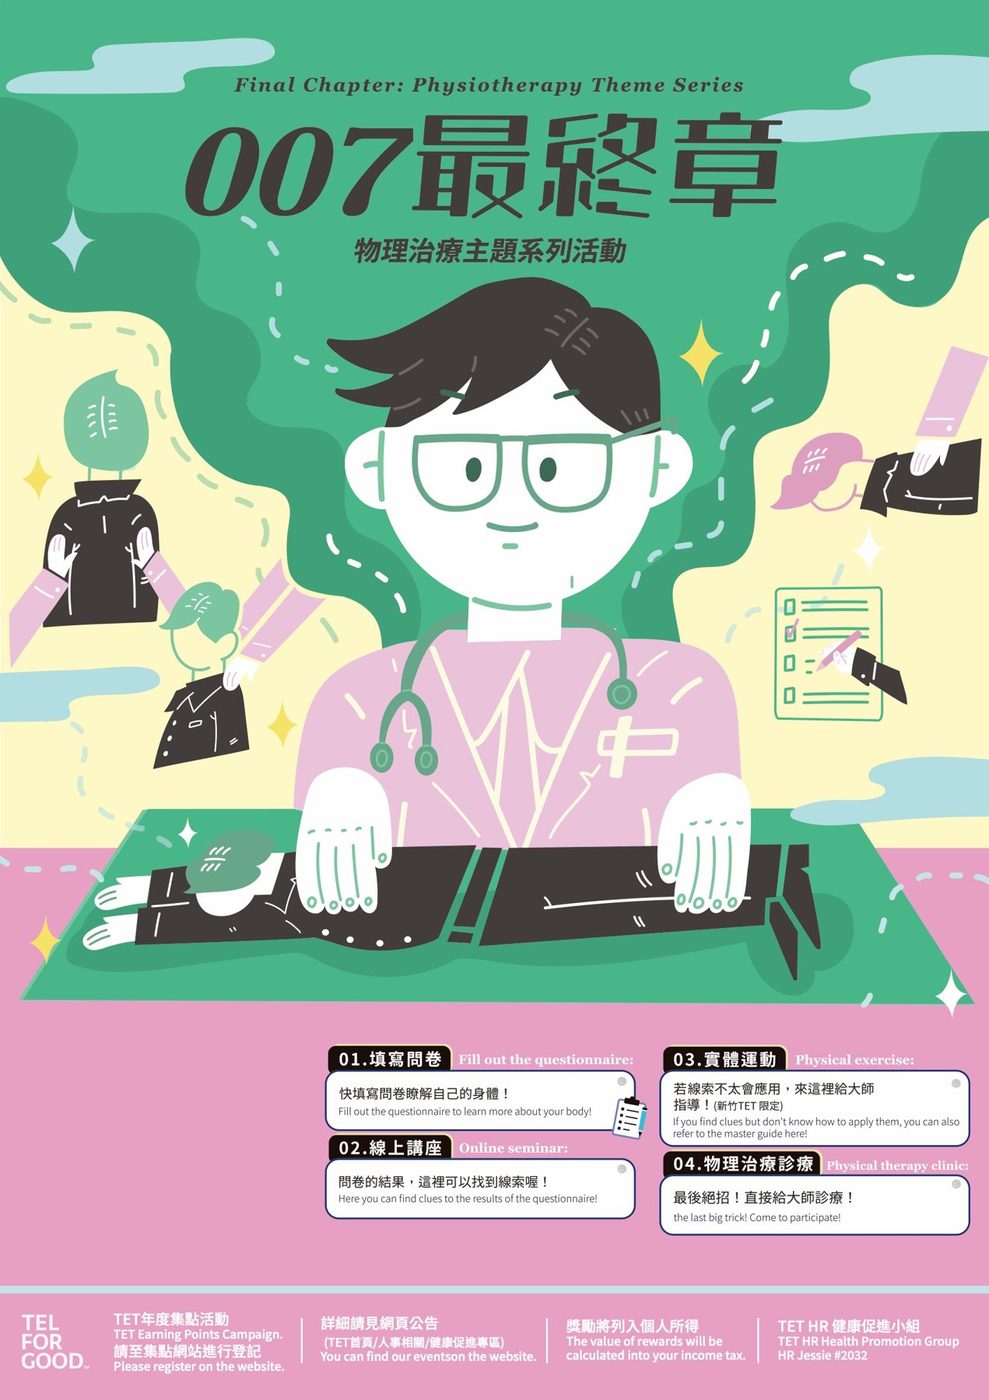 Final Chapter: Physiotherapy Theme Series
007最終章
物理治療主題系列活動
01.填寫問卷 Fill out the questionnaire:
快填寫問卷瞭解自己的身體！
Fill out the questionnaire to learn more about your body!
02.線上講座 Online seminar:
問卷的結果，這裡可以找到線索喔！
Here you can find clues to the results of the questionnaire!
03.實體運動 Physical exercise:
若線索不太會應用，來這裡給大師
指導！(新竹TET 限定)
If you find clues but don't know how to apply them, you can also
refer to the master guide here!
04.物理治療診療 Physical therapy clinic:
最後絕招！直接給大師診療！
the last big trick! Come to participate!
TEL
FOR
GOOD™
TET年度集點活動
TET Earning Points Campaign.
請至集點網站進行登記
Please register on the website.
詳細請見網頁公告
(TET首頁/人事相關/健康促進專區)
You can find our eventson the website.
獎勵將列入個人所得
The value of rewards will be
calculated into your income tax.
TET HR 健康促進小組
TET HR Health Promotion Group
HR Jessie #2032